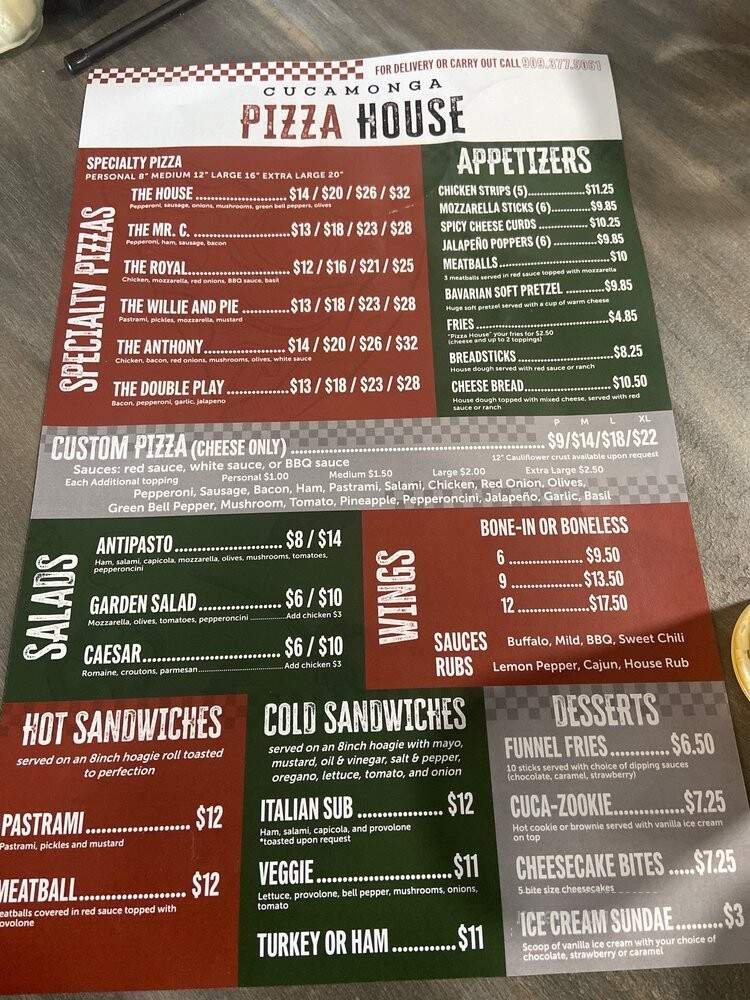 FOR DELIVERY OR CARRY OUT CALL 909.377.5051
CUCAMONGA
PIZZA HOUSE
SPECIALTY PIZZAS
SPECIALTY PIZZA
PERSONAL 8" MEDIUM 12" LARGE 16" EXTRA LARGE 20"
THE HOUSE $14 / $20 / $26 / $32
Pepperoni, sausage, onions, mushrooms, green bell peppers, olives
THE MR. C. $13 / $18 / $23 / $28
Pepperoni, ham, sausage, bacon
THE ROYAL $12 / $16 / $21 / $25
Chicken, mozzarella, red onions, BBQ sauce, basil
THE WILLIE AND PIE $13 / $18 / $23 / $28
Pastrami, pickles, mozzarella, mustard
THE ANTHONY $14 / $20 / $26 / $32
Chicken, bacon, red onions, mushrooms, olives, white sauce
THE DOUBLE PLAY $13 / $18 / $23 / $28
Bacon, pepperoni, garlic, jalapeno
APPETIZERS
CHICKEN STRIPS (5) $11.25
MOZZARELLA STICKS (6) $9.85
SPICY CHEESE CURDS $10.25
JALAPEÑO POPPERS (6) $9.85
MEATBALLS $10
3 meatballs served in red sauce topped with mozzarella
BAVARIAN SOFT PRETZEL $9.85
Huge soft pretzel served with a cup of warm cheese
FRIES $4.85
"Pizza House" your fries for $2.50
(cheese and up to 2 toppings)
BREADSTICKS $8.25
House dough served with red sauce or ranch
CHEESE BREAD $10.50
House dough topped with mixed cheese, served with red
sauce or ranch
P M L XL
CUSTOM PIZZA (CHEESE ONLY) $9/$14/$18/$22
12" Cauliflower crust available upon request
Sauces: red sauce, white sauce, or BBQ sauce
Each Additional topping Personal $1.00 Medium $1.50 Large $2.00 Extra Large $2.50
Pepperoni, Sausage, Bacon, Ham, Pastrami, Salami, Chicken, Red Onion, Olives,
Green Bell Pepper, Mushroom, Tomato, Pineapple, Pepperoncini, Jalapeño, Garlic, Basil
SALADS
ANTIPASTO $8 / $14
Ham, salami, capicola, mozzarella, olives, mushrooms, tomatoes,
pepperoncini
GARDEN SALAD $6 / $10
Mozzarella, olives, tomatoes, pepperoncini Add chicken $3
CAESAR $6 / $10
Romaine, croutons, parmesan Add chicken $3
WINGS
BONE-IN OR BONELESS
6 $9.50
9 $13.50
12 $17.50
SAUCES Buffalo, Mild, BBQ, Sweet Chili
RUBS Lemon Pepper, Cajun, House Rub
HOT SANDWICHES
served on an 8inch hoagie roll toasted
to perfection
PASTRAMI $12
Pastrami, pickles and mustard
MEATBALL $12
eatballs covered in red sauce topped with
ovolone
COLD SANDWICHES
served on an 8inch hoagie with mayo,
mustard, oil & vinegar, salt & pepper,
oregano, lettuce, tomato, and onion
ITALIAN SUB $12
Ham, salami, capicola, and provolone
*toasted upon request
VEGGIE $11
Lettuce, provolone, bell pepper, mushrooms, onions,
tomato
TURKEY OR HAM $11
DESSERTS
FUNNEL FRIES $6.50
10 sticks served with choice of dipping sauces
(chocolate, caramel, strawberry)
CUCA-ZOOKIE $7.25
Hot cookie or brownie served with vanilla ice cream
on top
CHEESECAKE BITES $7.25
5 bite size cheesecakes
ICE CREAM SUNDAE $3
Scoop of vanilla ice cream with your choice of
chocolate, strawberry or caramel